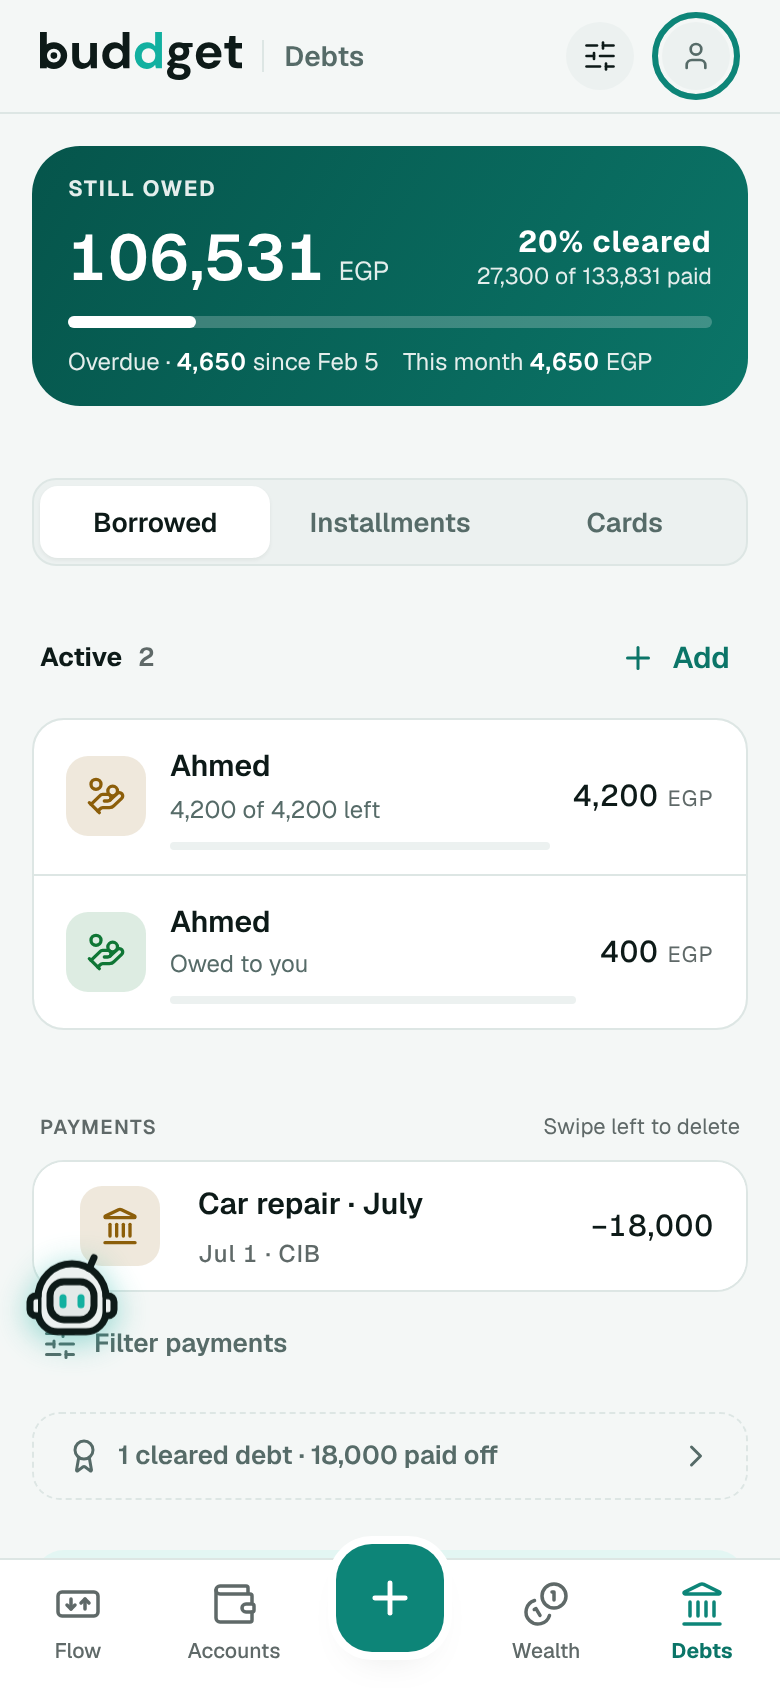 buddget
Debts
STILL OWED
106,531 EGP
20% cleared
27,300 of 133,831 paid
Overdue · 4,650 since Feb 5 This month 4,650 EGP
Borrowed Installments Cards
Active 2
+ Add
Ahmed
4,200 of 4,200 left
4,200 EGP
Ahmed
Owed to you
400 EGP
PAYMENTS
Swipe left to delete
Car repair · July
Jul 1 · CIB
−18,000
Filter payments
1 cleared debt · 18,000 paid off
Flow Accounts Wealth Debts